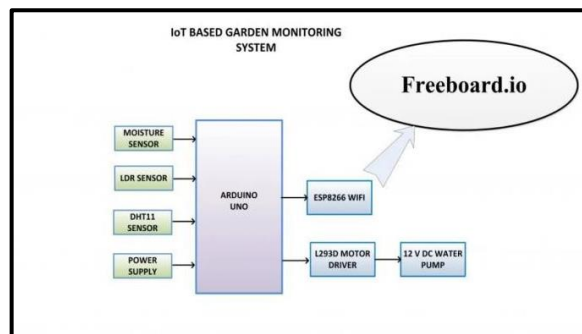 IoT BASED GARDEN MONITORING
SYSTEM
Freeboard.io
MOISTURE
SENSOR
LDR SENSOR
DHT11
SENSOR
POWER
SUPPLY
ARDUINO
UNO
ESP8266 WIFI
L293D MOTOR
DRIVER
12 V DC WATER
PUMP